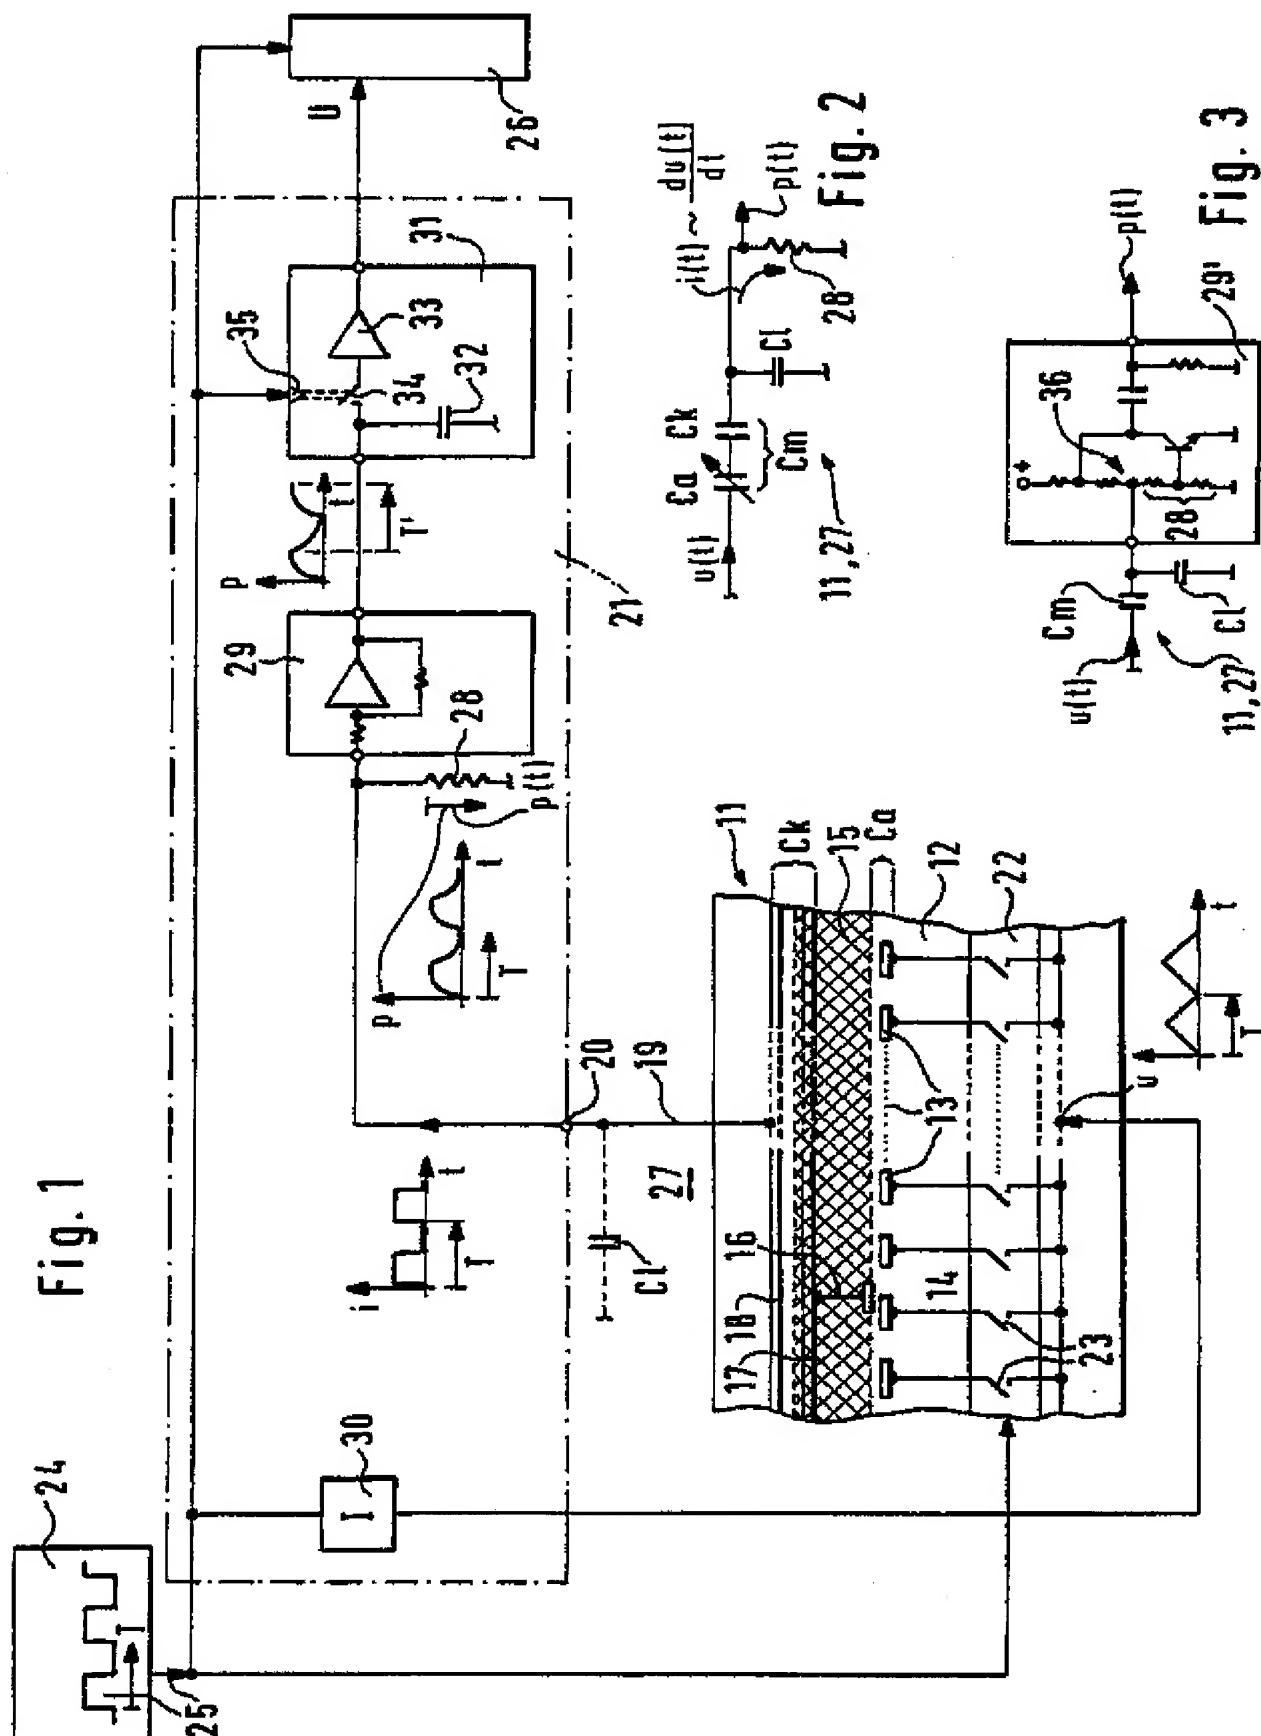 Fig. 1
24
25
T
I
30
i
t
T
Cl
20
19
27
p
t
T
p(t)
28
29
p
t
T'
21
35
34
33
32
31
U
26
11
18
17
16
Ck
15
Ca
12
22
13
14
23
u
t
T
Fig. 2
u(t)
Ca
Ck
Cm
Cl
i(t) ~ du(t)
dt
p(t)
28
11,27
Fig. 3
u(t)
Cm
Cl
11,27
+
36
28
29'
p(t)